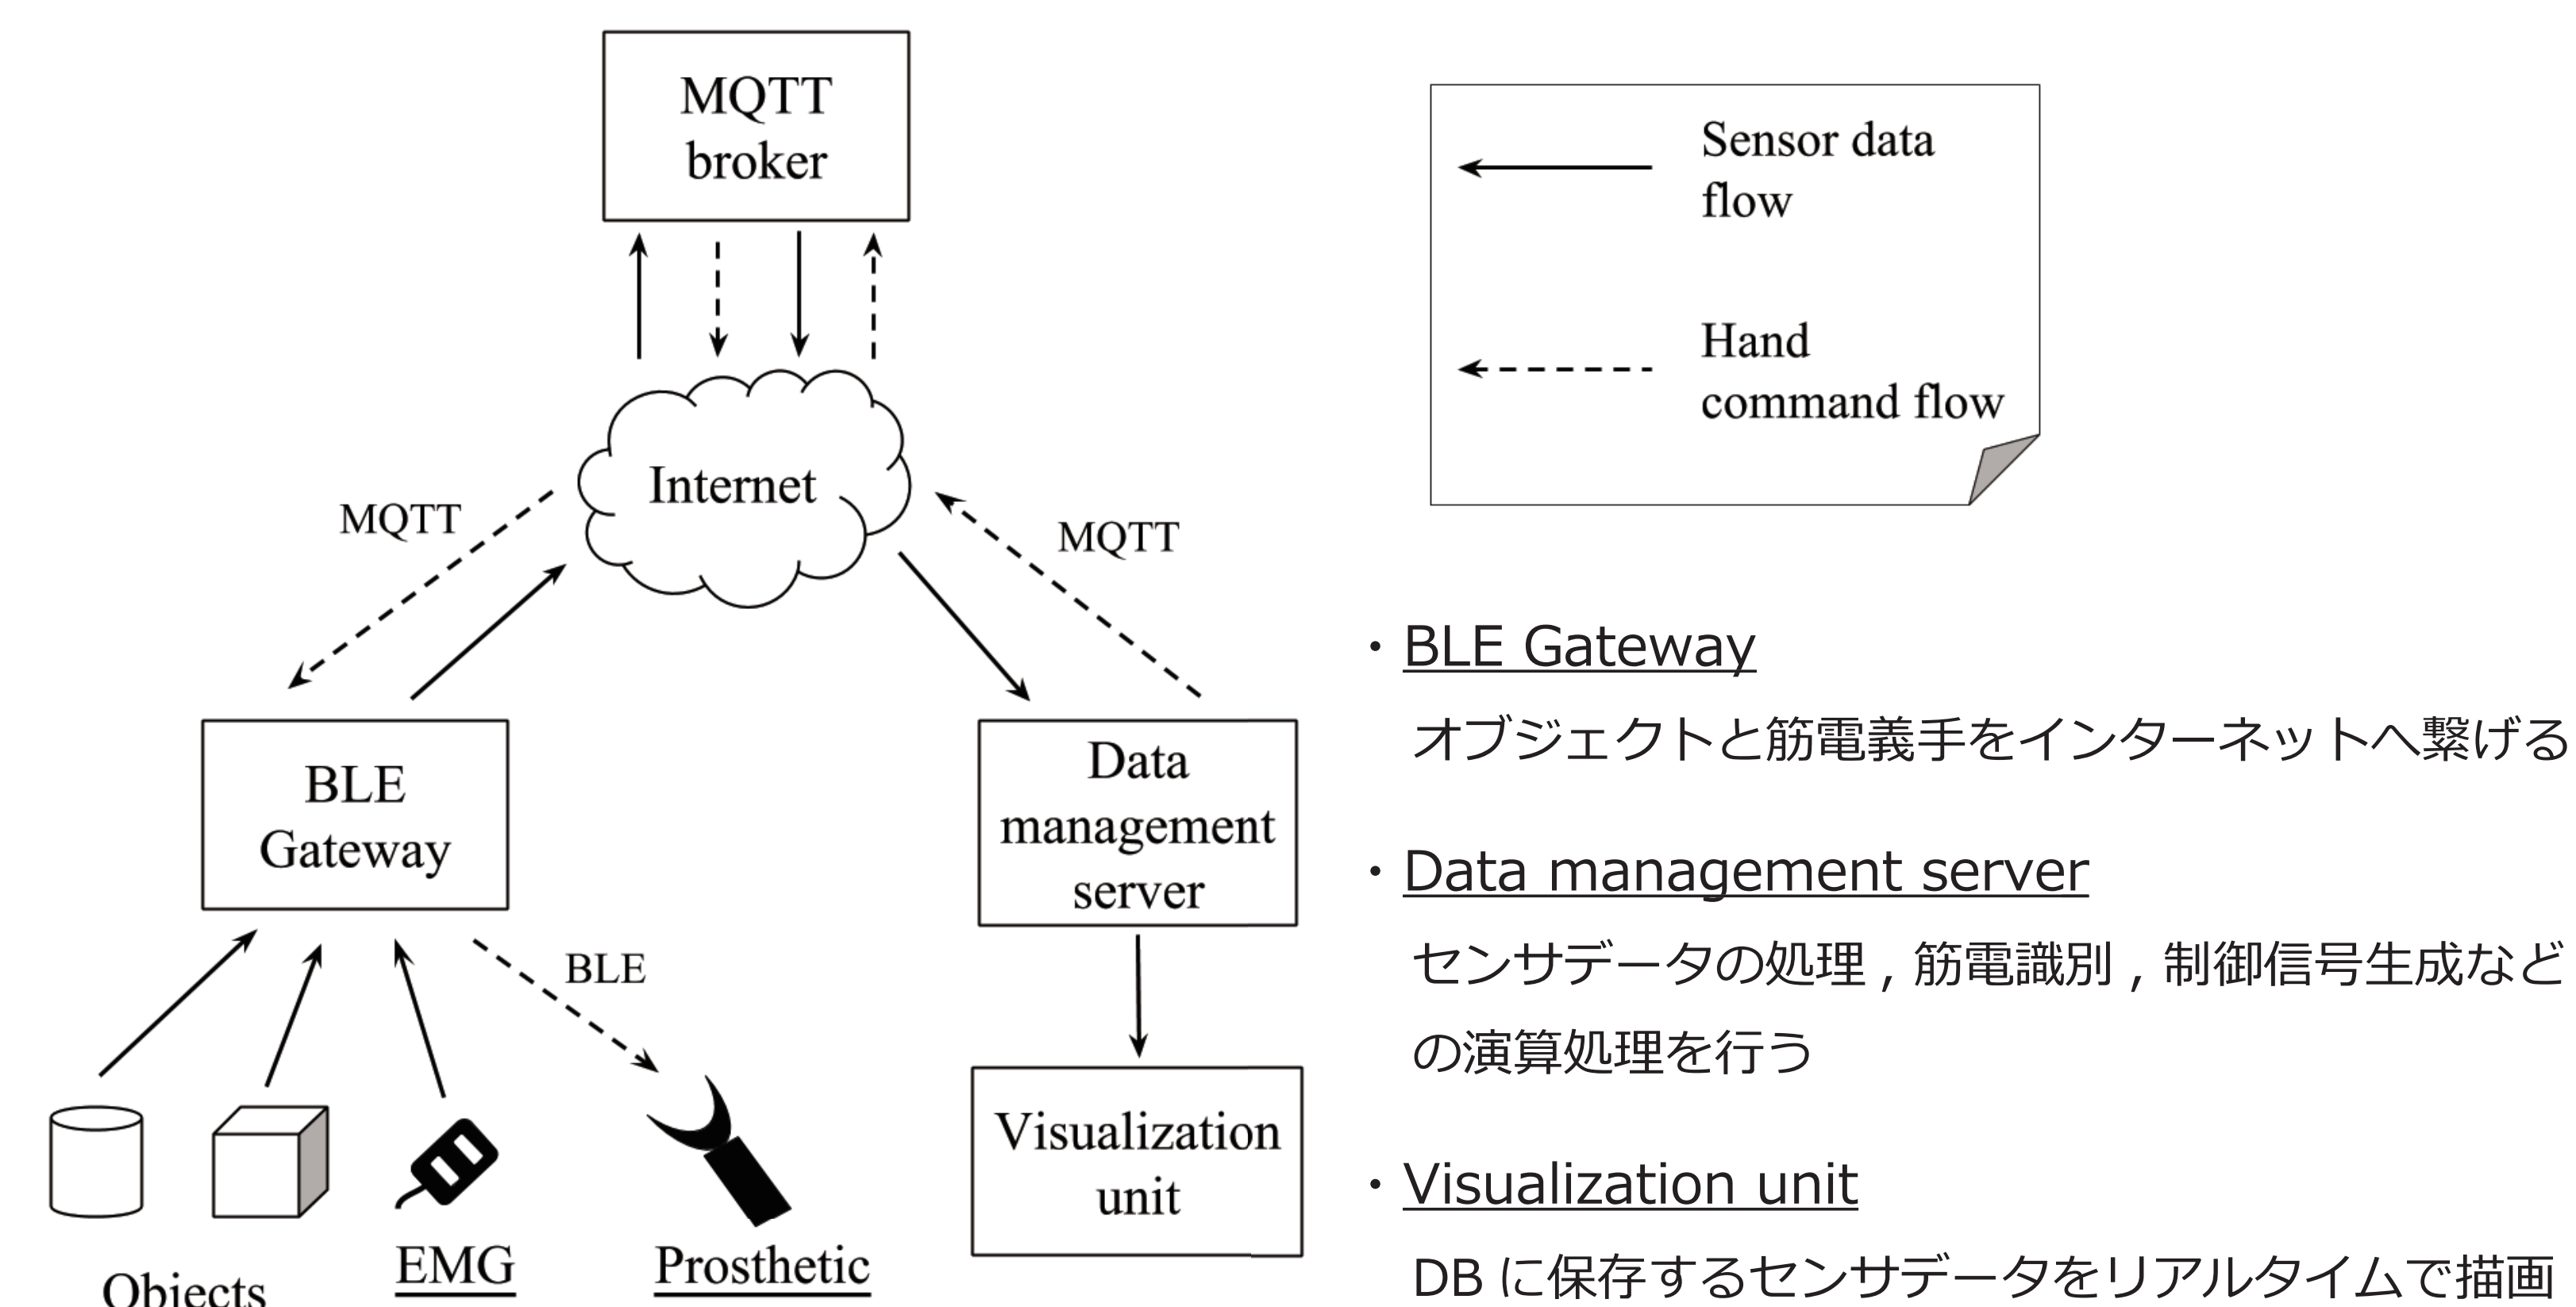 MQTT
broker
Sensor data
flow
Hand
command flow
Internet
MQTT
MQTT
BLE
Gateway
Data
management
server
BLE
Visualization
unit
Objects
EMG
Prosthetic
・BLE Gateway
オブジェクトと筋電義手をインターネットへ繋げる
・Data management server
センサデータの処理，筋電識別，制御信号生成など
の演算処理を行う
・Visualization unit
DB に保存するセンサデータをリアルタイムで描画